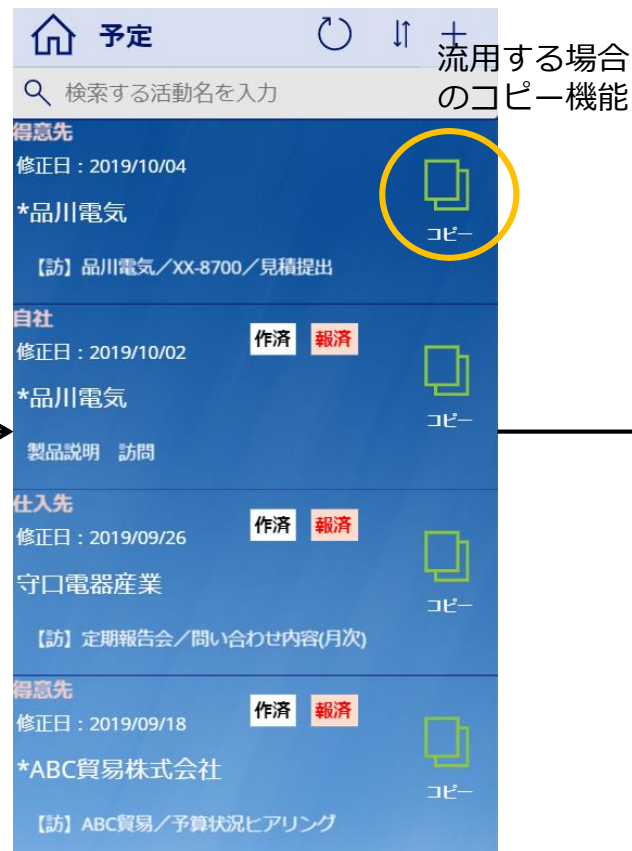 予定
流用する場合
のコピー機能
検索する活動名を入力
得意先
修正日：2019/10/04
*品川電気
コピー
【訪】品川電気／XX-8700／見積提出
自社
作済 報済
修正日：2019/10/02
*品川電気
コピー
製品説明 訪問
仕入先
作済 報済
修正日：2019/09/26
守口電器産業
コピー
【訪】定期報告会／問い合わせ内容(月次)
得意先
作済 報済
修正日：2019/09/18
*ABC貿易株式会社
コピー
【訪】ABC貿易／予算状況ヒアリング